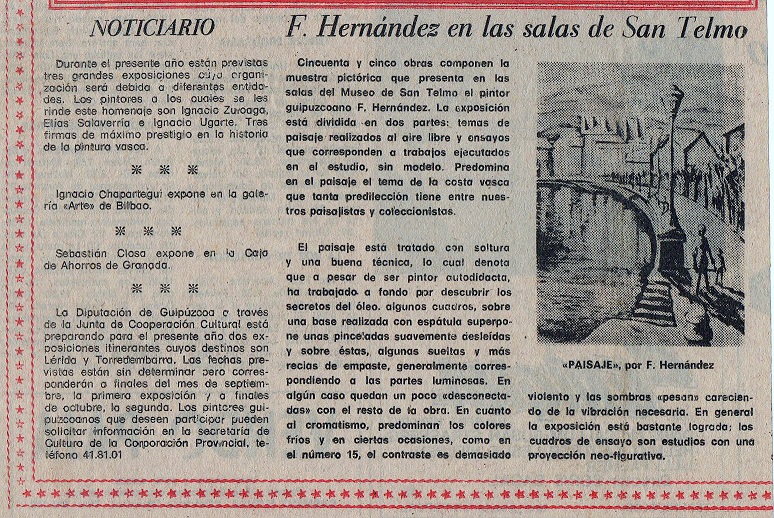 NOTICIARIO
Durante el presente año están previstas
tres grandes exposiciones cuya organi-
zación será debida a diferentes entida-
des. Los pintores a los cuales se les
rinde este homenaje son Ignacio Zuloaga,
Elías Salaverría e Ignacio Ugarte. Tres
firmas de máximo prestigio en la historia
de la pintura vasca.
Ignacio Chapartegui expone en la gale-
ría «Arte» de Bilbao.
Sebastián Closa expone en la Caja
de Ahorros de Granada.
La Diputación de Guipúzcoa a través
de la Junta de Cooperación Cultural está
preparando para el presente año dos ex-
posiciones itinerantes cuyos destinos son
Lérida y Torredembarra. Las fechas pre-
vistas están sin determinar pero corres-
ponderán a finales del mes de septiem-
bre, la primera exposición y a finales
de octubre, la segunda. Los pintores gui-
puzcoanos que deseen participar pueden
solicitar información en la secretaría de
Cultura de la Corporación Provincial, te-
léfono 41.81.01
F. Hernández en las salas de San Telmo
Cincuenta y cinco obras componen la
muestra pictórica que presenta en las
salas del Museo de San Telmo el pintor
guipuzcoano F. Hernández. La exposición
está dividida en dos partes: temas de
paisaje realizados al aire libre y ensayos
que corresponden a trabajos ejecutados
en el estudio, sin modelo. Predomina
en el paisaje el tema de la costa vasca
que tanta predilección tiene entre nues-
tros paisajistas y coleccionistas.
El paisaje está tratado con soltura
y una buena técnica, lo cual denota
que a pesar de ser pintor autodidacta,
ha trabajado a fondo por descubrir los
secretos del óleo. algunos cuadros, sobre
una base realizada con espátula superpo-
ne unas pinceladas suavemente desleídas
y sobre éstas, algunas sueltas y más
recias de empaste, generalmente corres-
pondiendo a las partes luminosas. En
algún caso quedan un poco «desconecta-
das» con el resto de la obra. En cuanto
al cromatismo, predominan los colores
fríos y en ciertas ocasiones, como en
el número 15, el contraste es demasiado
«PAISAJE», por F. Hernández
violento y las sombras «pesan» carecien-
do de la vibración necesaria. En general
la exposición está bastante lograda; los
cuadros de ensayo son estudios con una
proyección neo-figurativa.